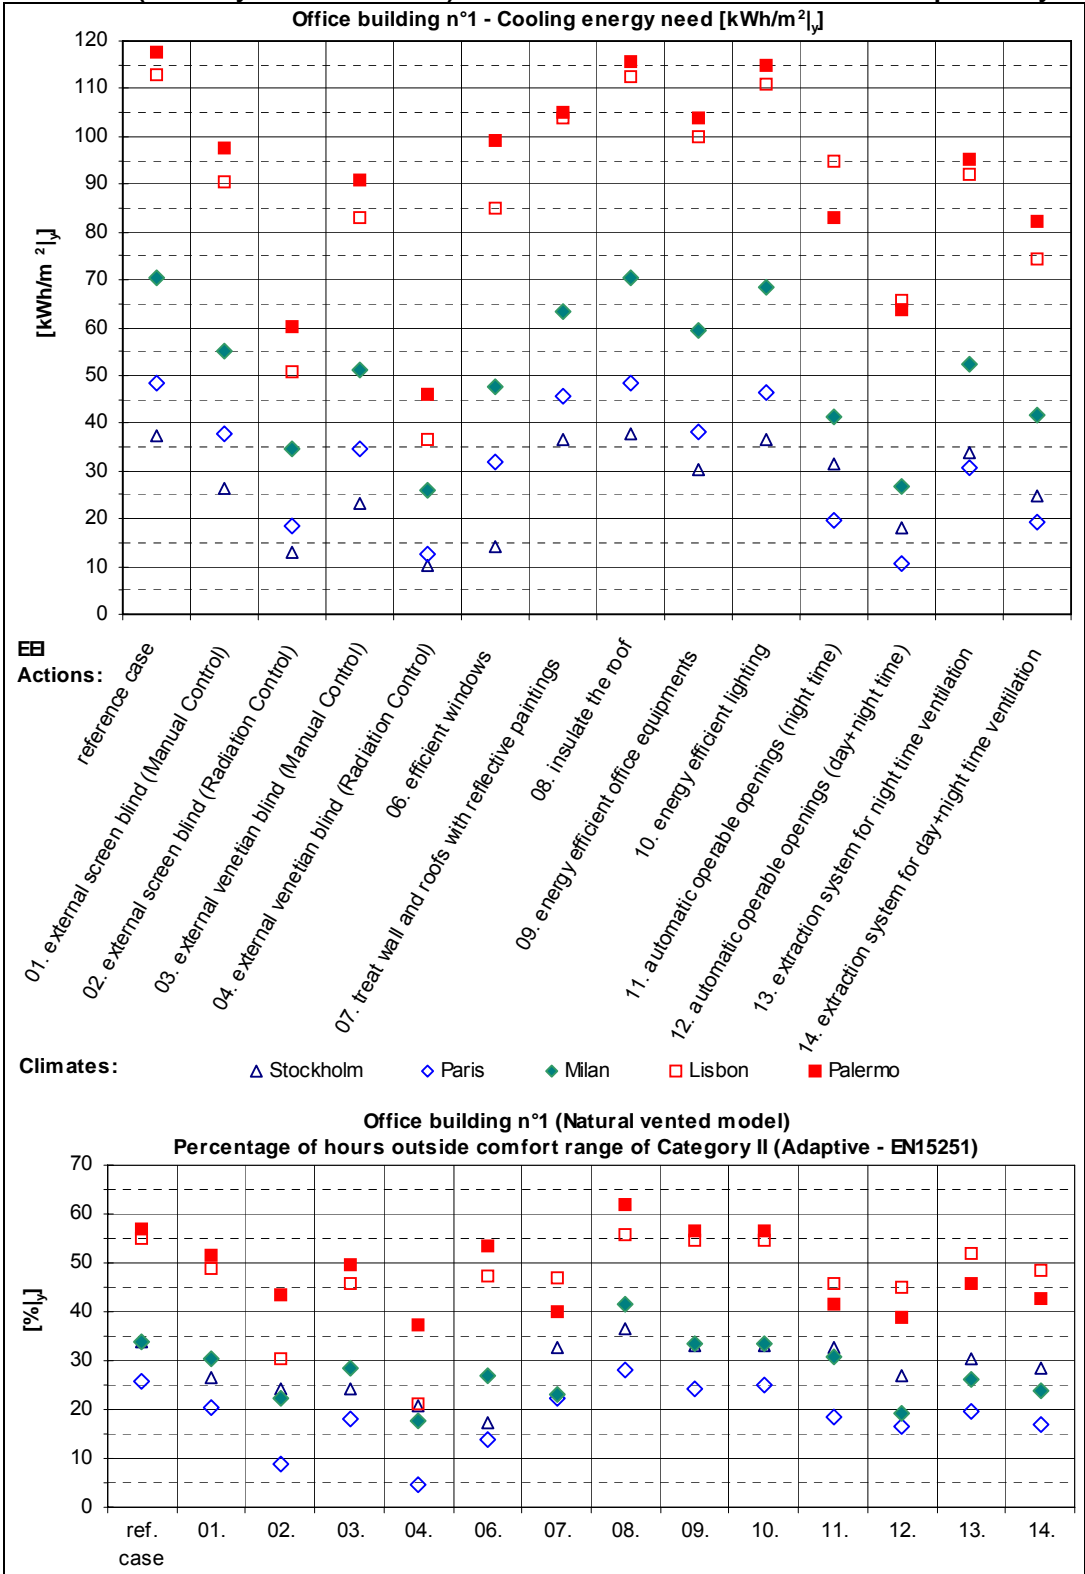 Office building n°1 - Cooling energy need [kWh/m²|y]
120
110
100
90
80
70
60
50
40
30
20
10
0
[kWh/m²|y]
EEI
Actions:
reference case
01. external screen blind (Manual Control)
02. external screen blind (Radiation Control)
03. external venetian blind (Manual Control)
04. external venetian blind (Radiation Control)
06. efficient windows
07. treat wall and roofs with reflective paintings
08. insulate the roof
09. energy efficient office equipments
10. energy efficient lighting
11. automatic operable openings (night time)
12. automatic operable openings (day+night time)
13. extraction system for night time ventilation
14. extraction system for day+night time ventilation
Climates: Stockholm Paris Milan Lisbon Palermo
Office building n°1 (Natural vented model)
Percentage of hours outside comfort range of Category II (Adaptive - EN15251)
70
60
50
40
30
20
10
0
[%|y]
ref. case 01. 02. 03. 04. 06. 07. 08. 09. 10. 11. 12. 13. 14.